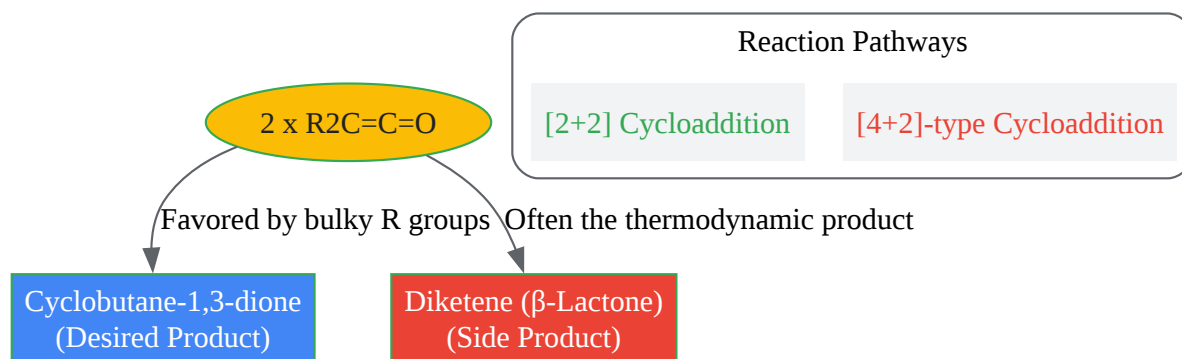 Reaction Pathways
2 x R2C=C=O
[2+2] Cycloaddition
[4+2]-type Cycloaddition
Favored by bulky R groups
Often the thermodynamic product
Cyclobutane-1,3-dione
(Desired Product)
Diketene (β-Lactone)
(Side Product)